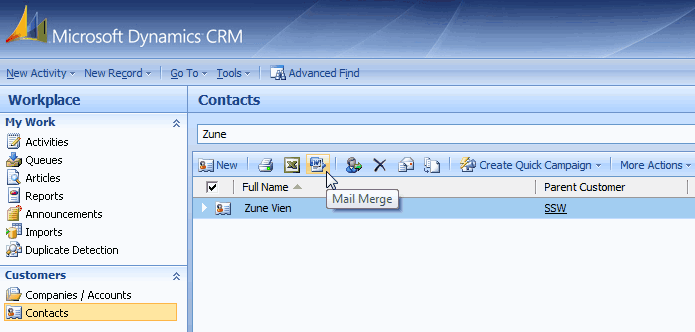 Microsoft Dynamics CRM
New Activity New Record Go To Tools Advanced Find
Workplace
My Work
Activities
Queues
Articles
Reports
Announcements
Imports
Duplicate Detection
Customers
Companies / Accounts
Contacts
Contacts
Zune
New Create Quick Campaign More Actions
Full Name Parent Customer
Zune Vien SSW
Mail Merge